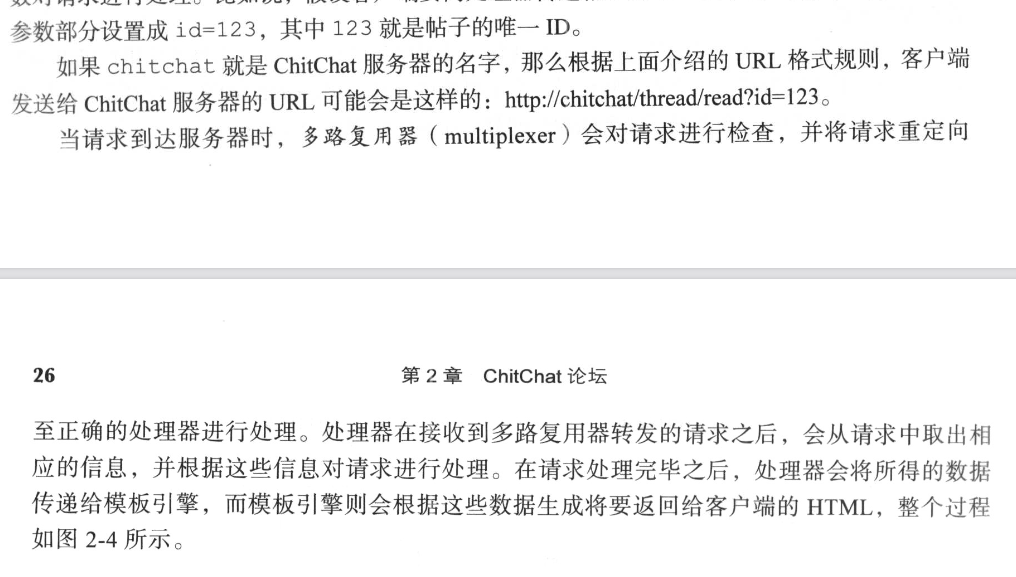 参数部分设置成 id=123，其中 123 就是帖子的唯一 ID。
如果 chitchat 就是 ChitChat 服务器的名字，那么根据上面介绍的 URL 格式规则，客户端
发送给 ChitChat 服务器的 URL 可能会是这样的：http://chitchat/thread/read?id=123。
当请求到达服务器时，多路复用器（multiplexer）会对请求进行检查，并将请求重定向
26 第 2 章 ChitChat 论坛
至正确的处理器进行处理。处理器在接收到多路复用器转发的请求之后，会从请求中取出相
应的信息，并根据这些信息对请求进行处理。在请求处理完毕之后，处理器会将所得的数据
传递给模板引擎，而模板引擎则会根据这些数据生成将要返回给客户端的 HTML，整个过程
如图 2-4 所示。